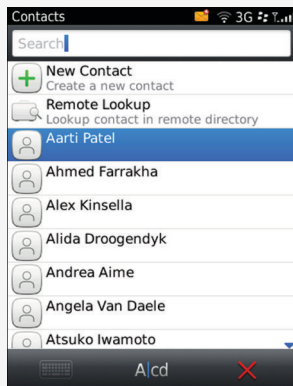 Contacts
3G
Search
New Contact
Create a new contact
Remote Lookup
Lookup contact in remote directory
Aarti Patel
Ahmed Farrakha
Alex Kinsella
Alida Droogendyk
Andrea Aime
Angela Van Daele
Atsuko Iwamoto
A|cd